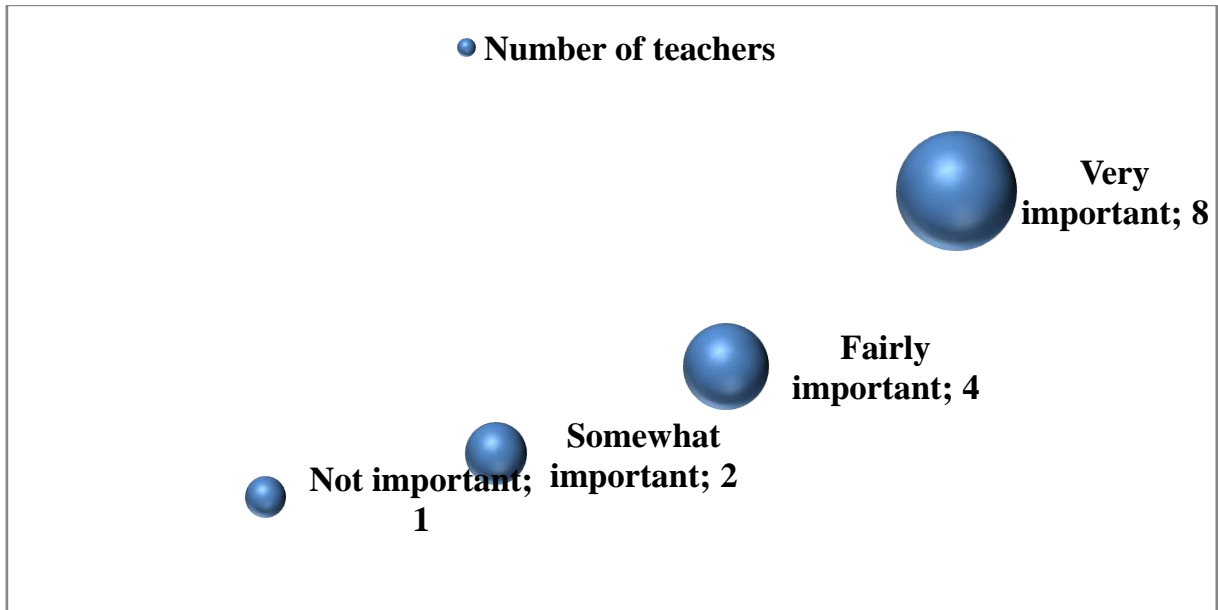 Number of teachers
Very
important; 8
Fairly
important; 4
Somewhat
important; 2
Not important;
1